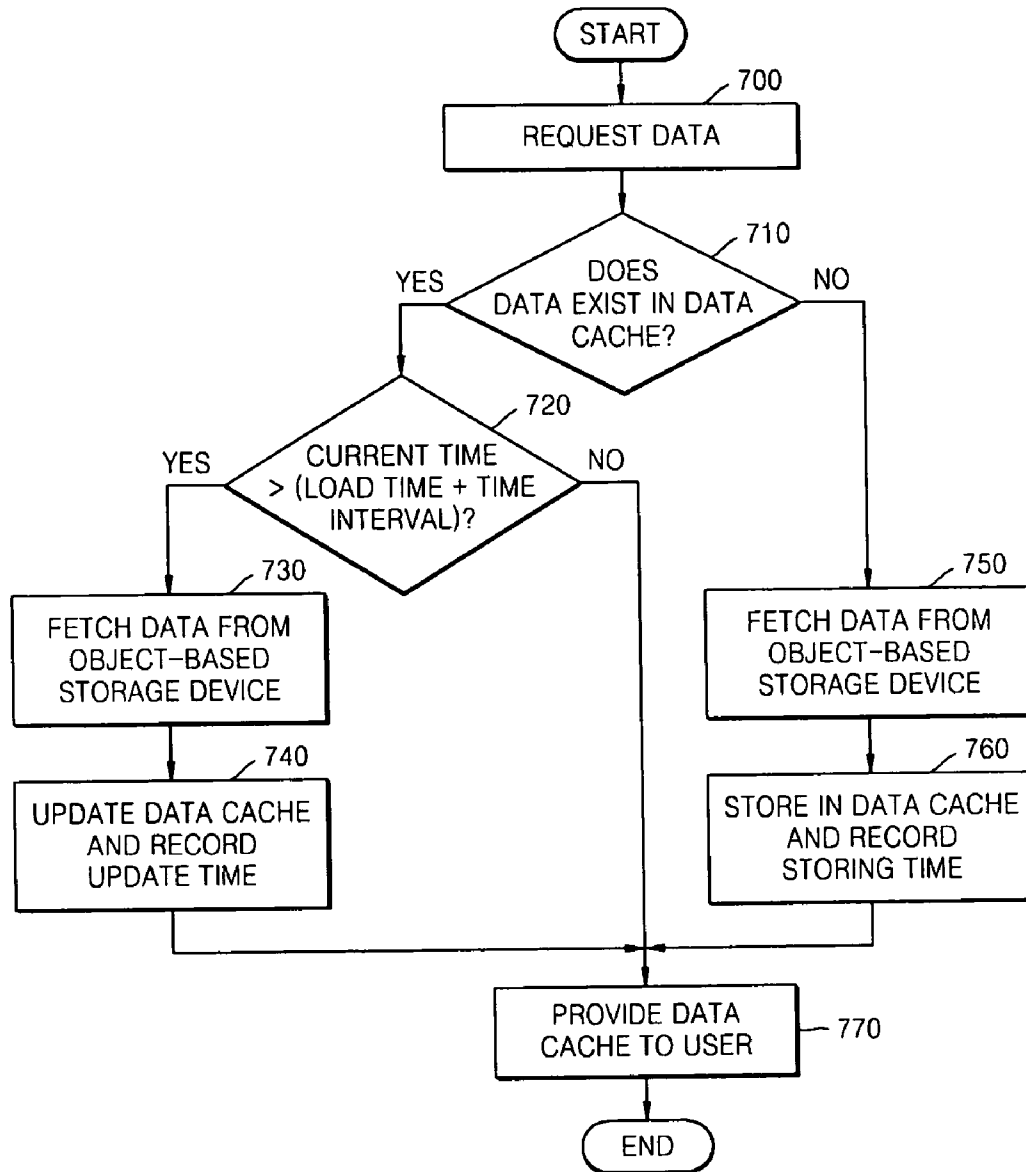 START
700
REQUEST DATA
710
DOES
DATA EXIST IN DATA
CACHE?
YES
NO
720
CURRENT TIME
> (LOAD TIME + TIME
INTERVAL)?
YES
NO
730
FETCH DATA FROM
OBJECT-BASED
STORAGE DEVICE
750
FETCH DATA FROM
OBJECT-BASED
STORAGE DEVICE
740
UPDATE DATA CACHE
AND RECORD
UPDATE TIME
760
STORE IN DATA CACHE
AND RECORD
STORING TIME
PROVIDE DATA
CACHE TO USER
770
END